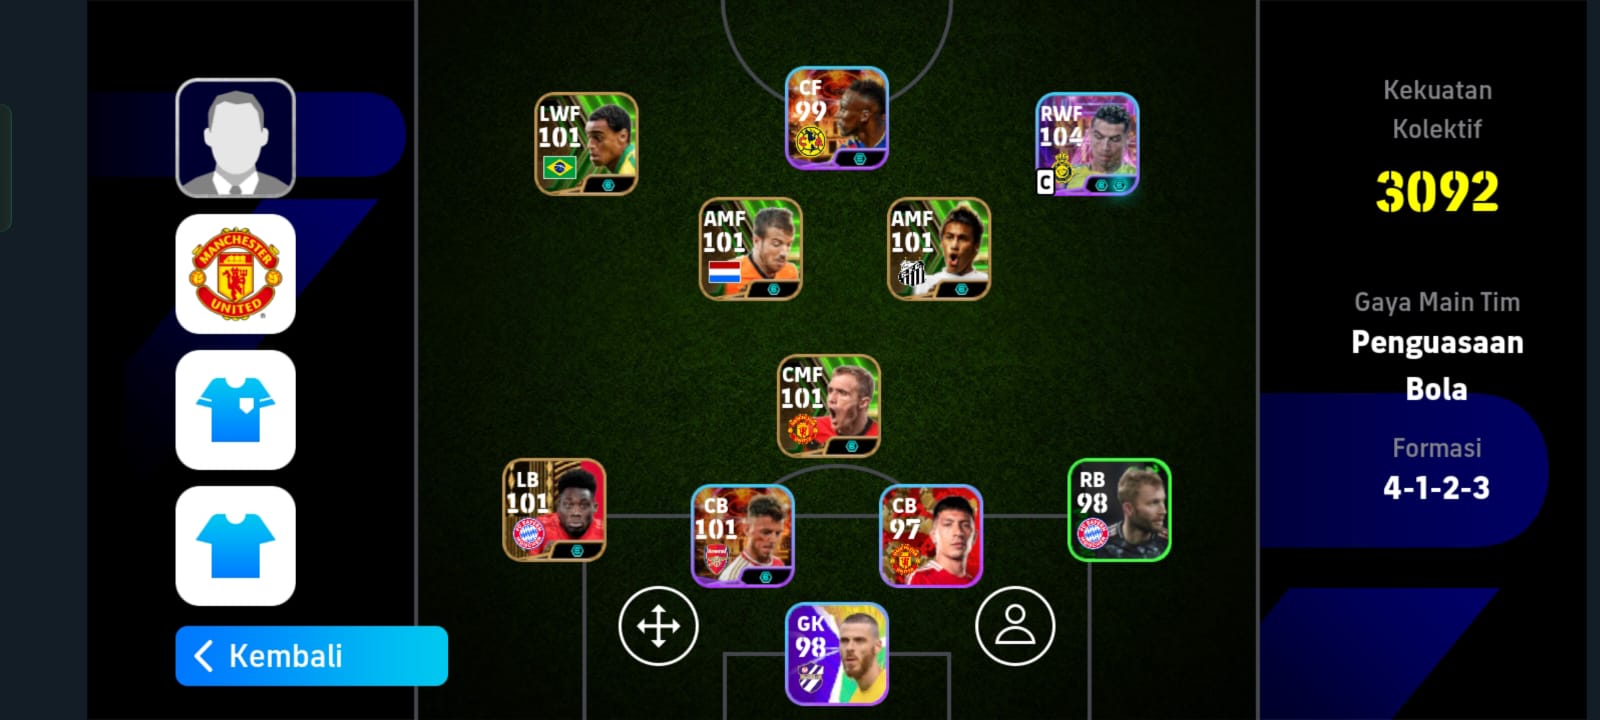 MANCHESTER
UNITED
Kembali
LWF
101
CF
99
RWF
104
C
AMF
101
AMF
101
CMF
101
LB
101
CB
101
CB
97
RB
98
GK
98
Kekuatan
Kolektif
3092
Gaya Main Tim
Penguasaan
Bola
Formasi
4-1-2-3